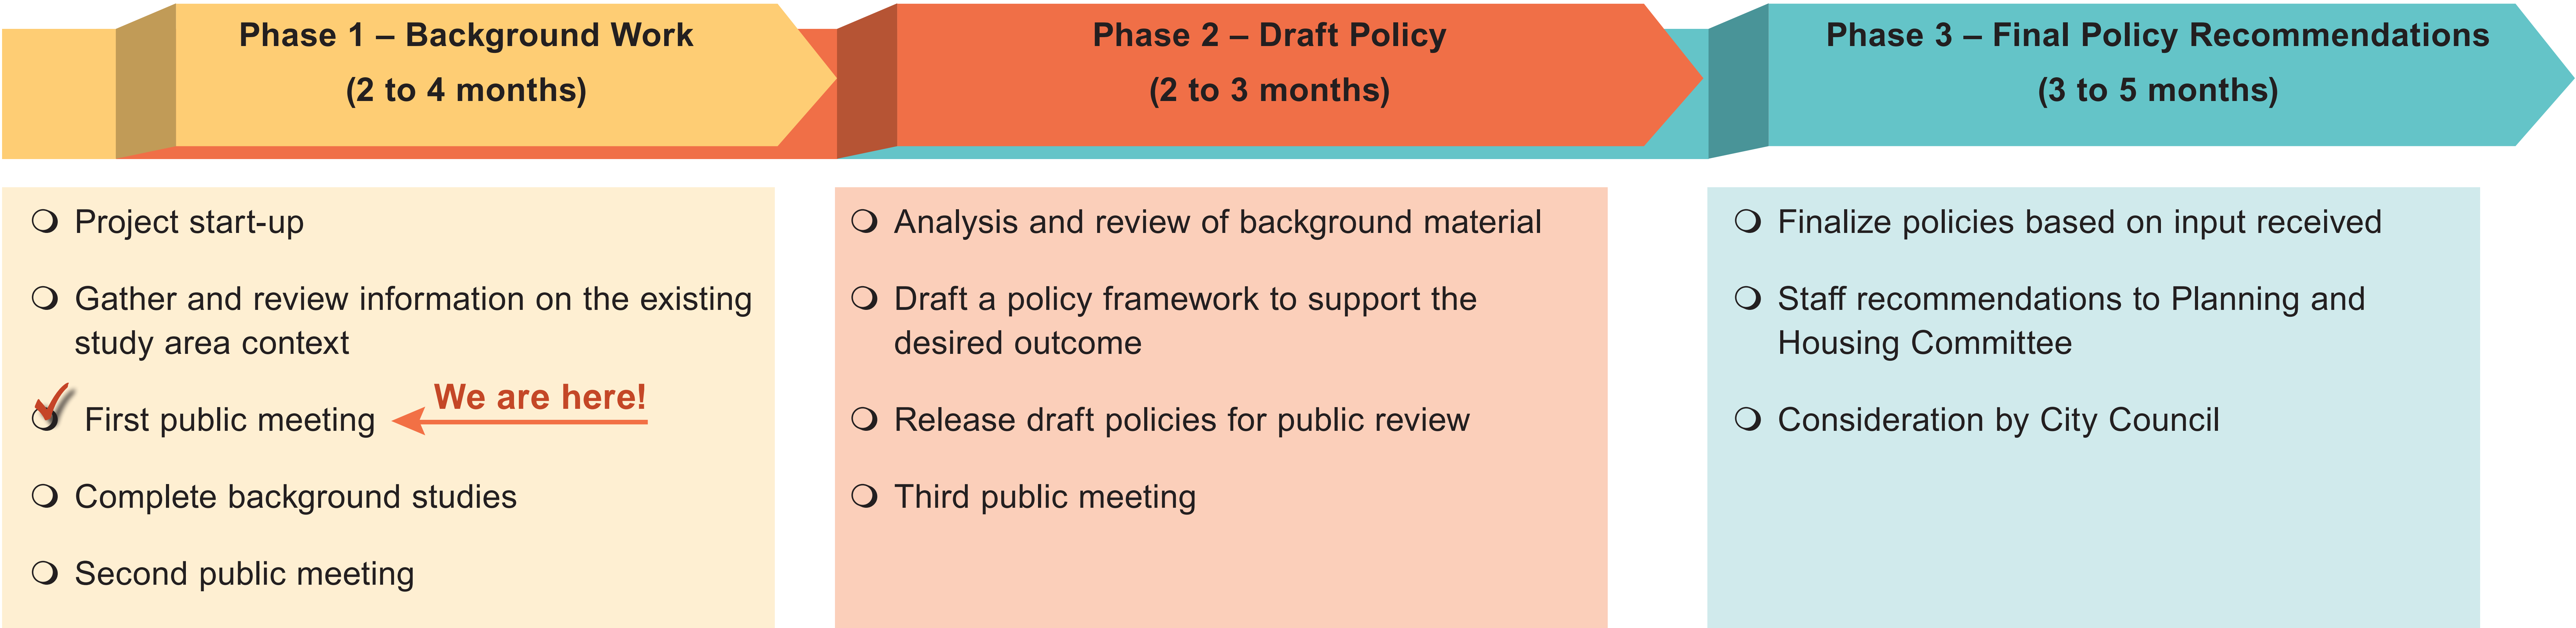 Phase 1 – Background Work
(2 to 4 months)
Project start-up
Gather and review information on the existing
study area context
First public meeting
We are here!
Complete background studies
Second public meeting
Phase 2 – Draft Policy
(2 to 3 months)
Analysis and review of background material
Draft a policy framework to support the
desired outcome
Release draft policies for public review
Third public meeting
Phase 3 – Final Policy Recommendations
(3 to 5 months)
Finalize policies based on input received
Staff recommendations to Planning and
Housing Committee
Consideration by City Council